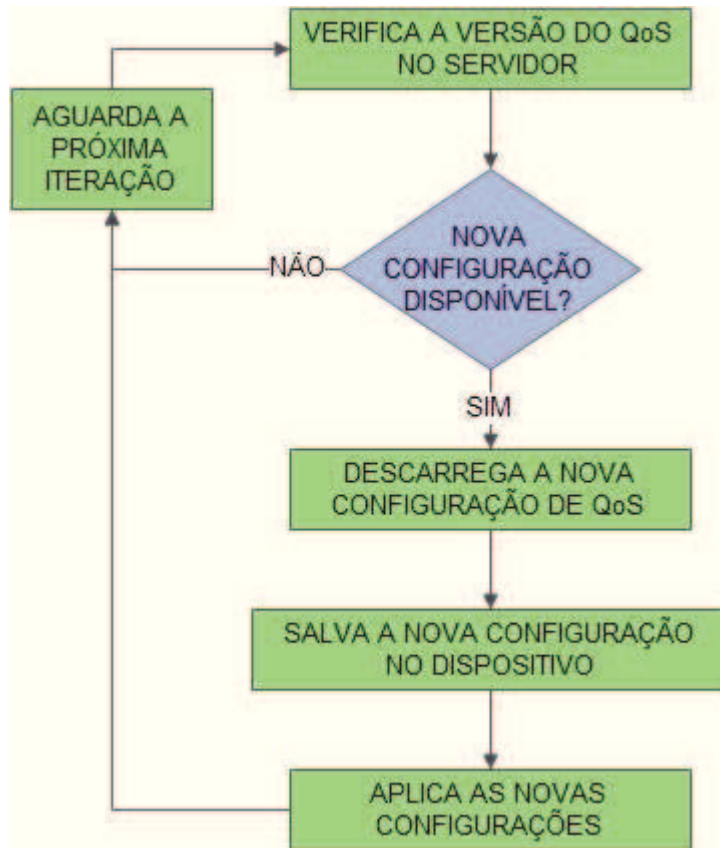 VERIFICA A VERSÃO DO QoS
NO SERVIDOR
AGUARDA A
PRÓXIMA
ITERAÇÃO
NOVA
CONFIGURAÇÃO
DISPONÍVEL?
NÃO
SIM
DESCARREGA A NOVA
CONFIGURAÇÃO DE QoS
SALVA A NOVA CONFIGURAÇÃO
NO DISPOSITIVO
APLICA AS NOVAS
CONFIGURAÇÕES